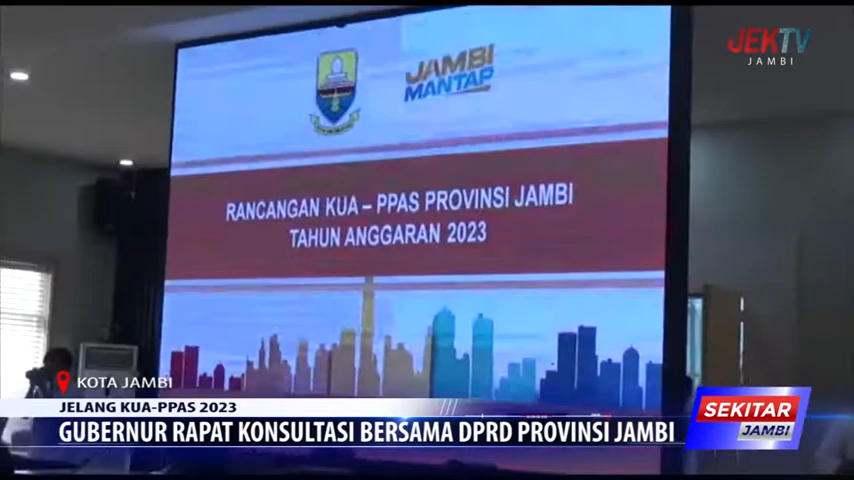 JEKTV
JAMBI
JAMBI
MANTAP
RANCANGAN KUA – PPAS PROVINSI JAMBI
TAHUN ANGGARAN 2023
KOTA JAMBI
JELANG KUA-PPAS 2023
GUBERNUR RAPAT KONSULTASI BERSAMA DPRD PROVINSI JAMBI
SEKITAR
JAMBI